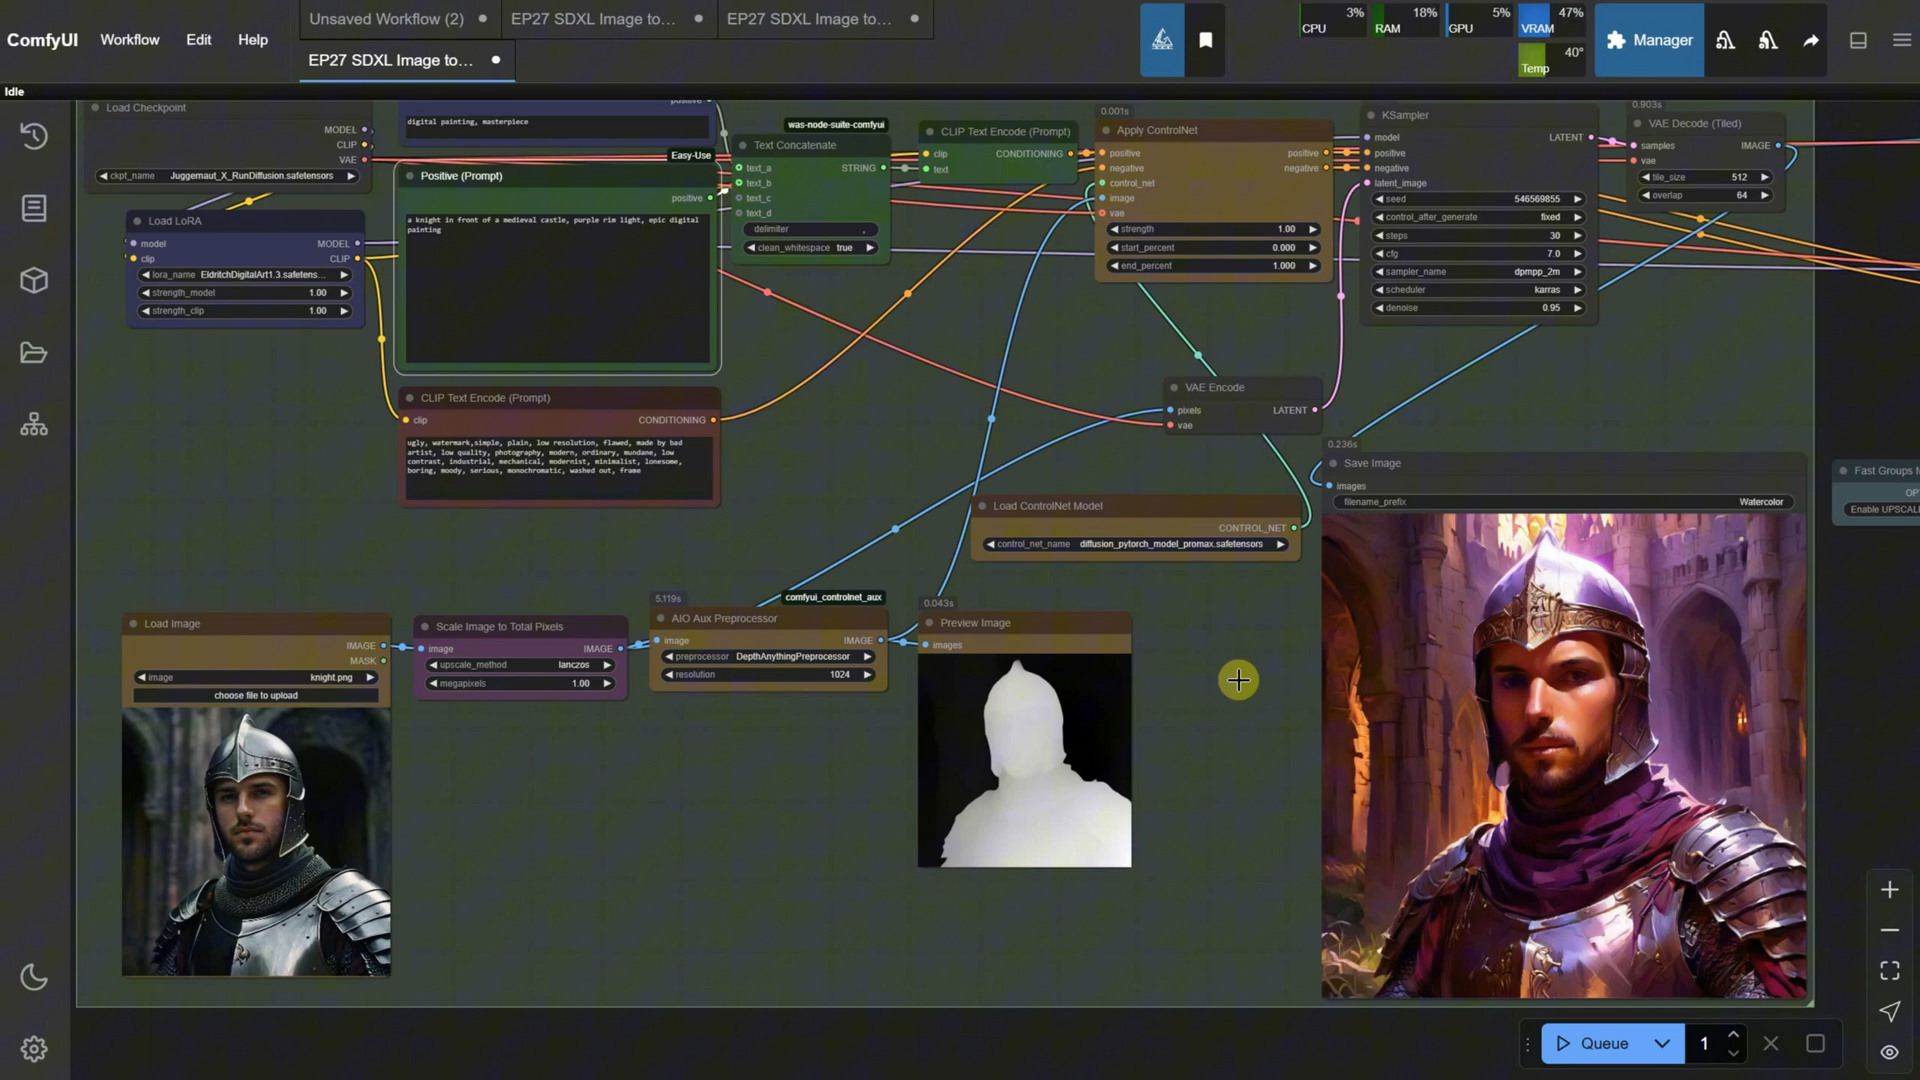 ComfyUI
Workflow
Edit
Help
Unsaved Workflow (2)
EP27 SDXL Image to...
EP27 SDXL Image to...
EP27 SDXL Image to...
CPU 3%
RAM 18%
GPU 5%
VRAM 47%
Temp 40°
Manager
Idle
Load Checkpoint
MODEL
CLIP
VAE
ckpt_name Juggernaut_X_RunDiffusion.safetensors
Load LoRA
model MODEL
clip CLIP
lora_name EldritchDigitalArt1.3.safetens...
strength_model 1.00
strength_clip 1.00
positive
digital painting, masterpiece
Easy-Use
Positive (Prompt)
positive
a knight in front of a medieval castle, purple rim light, epic digital
painting
CLIP Text Encode (Prompt)
clip CONDITIONING
ugly, watermark,simple, plain, low resolution, flawed, made by bad
artist, low quality, photography, modern, ordinary, mundane, low
contrast, industrial, mechanical, modernist, minimalist, lonesome,
boring, moody, serious, monochromatic, washed out, frame
was-node-suite-comfyui
Text Concatenate
text_a STRING
text_b
text_c
text_d
delimiter ,
clean_whitespace true
CLIP Text Encode (Prompt)
clip CONDITIONING
text
0.001s
Apply ControlNet
positive positive
negative negative
control_net
image
vae
strength 1.00
start_percent 0.000
end_percent 1.000
KSampler
model LATENT
positive
negative
latent_image
seed 546569855
control_after_generate fixed
steps 30
cfg 7.0
sampler_name dpmpp_2m
scheduler karras
denoise 0.95
0.903s
VAE Decode (Tiled)
samples IMAGE
vae
tile_size 512
overlap 64
VAE Encode
pixels LATENT
vae
Load ControlNet Model
CONTROL_NET
control_net_name diffusion_pytorch_model_promax.safetensors
0.236s
Save Image
images
filename_prefix Watercolor
Fast Groups M
OP
Enable UPSCAL
Load Image
IMAGE
MASK
image knight.png
choose file to upload
Scale Image to Total Pixels
image IMAGE
upscale_method lanczos
megapixels 1.00
5.119s
comfyui_controlnet_aux
AIO Aux Preprocessor
image IMAGE
preprocessor DepthAnythingPreprocessor
resolution 1024
0.043s
Preview Image
images
Queue
1